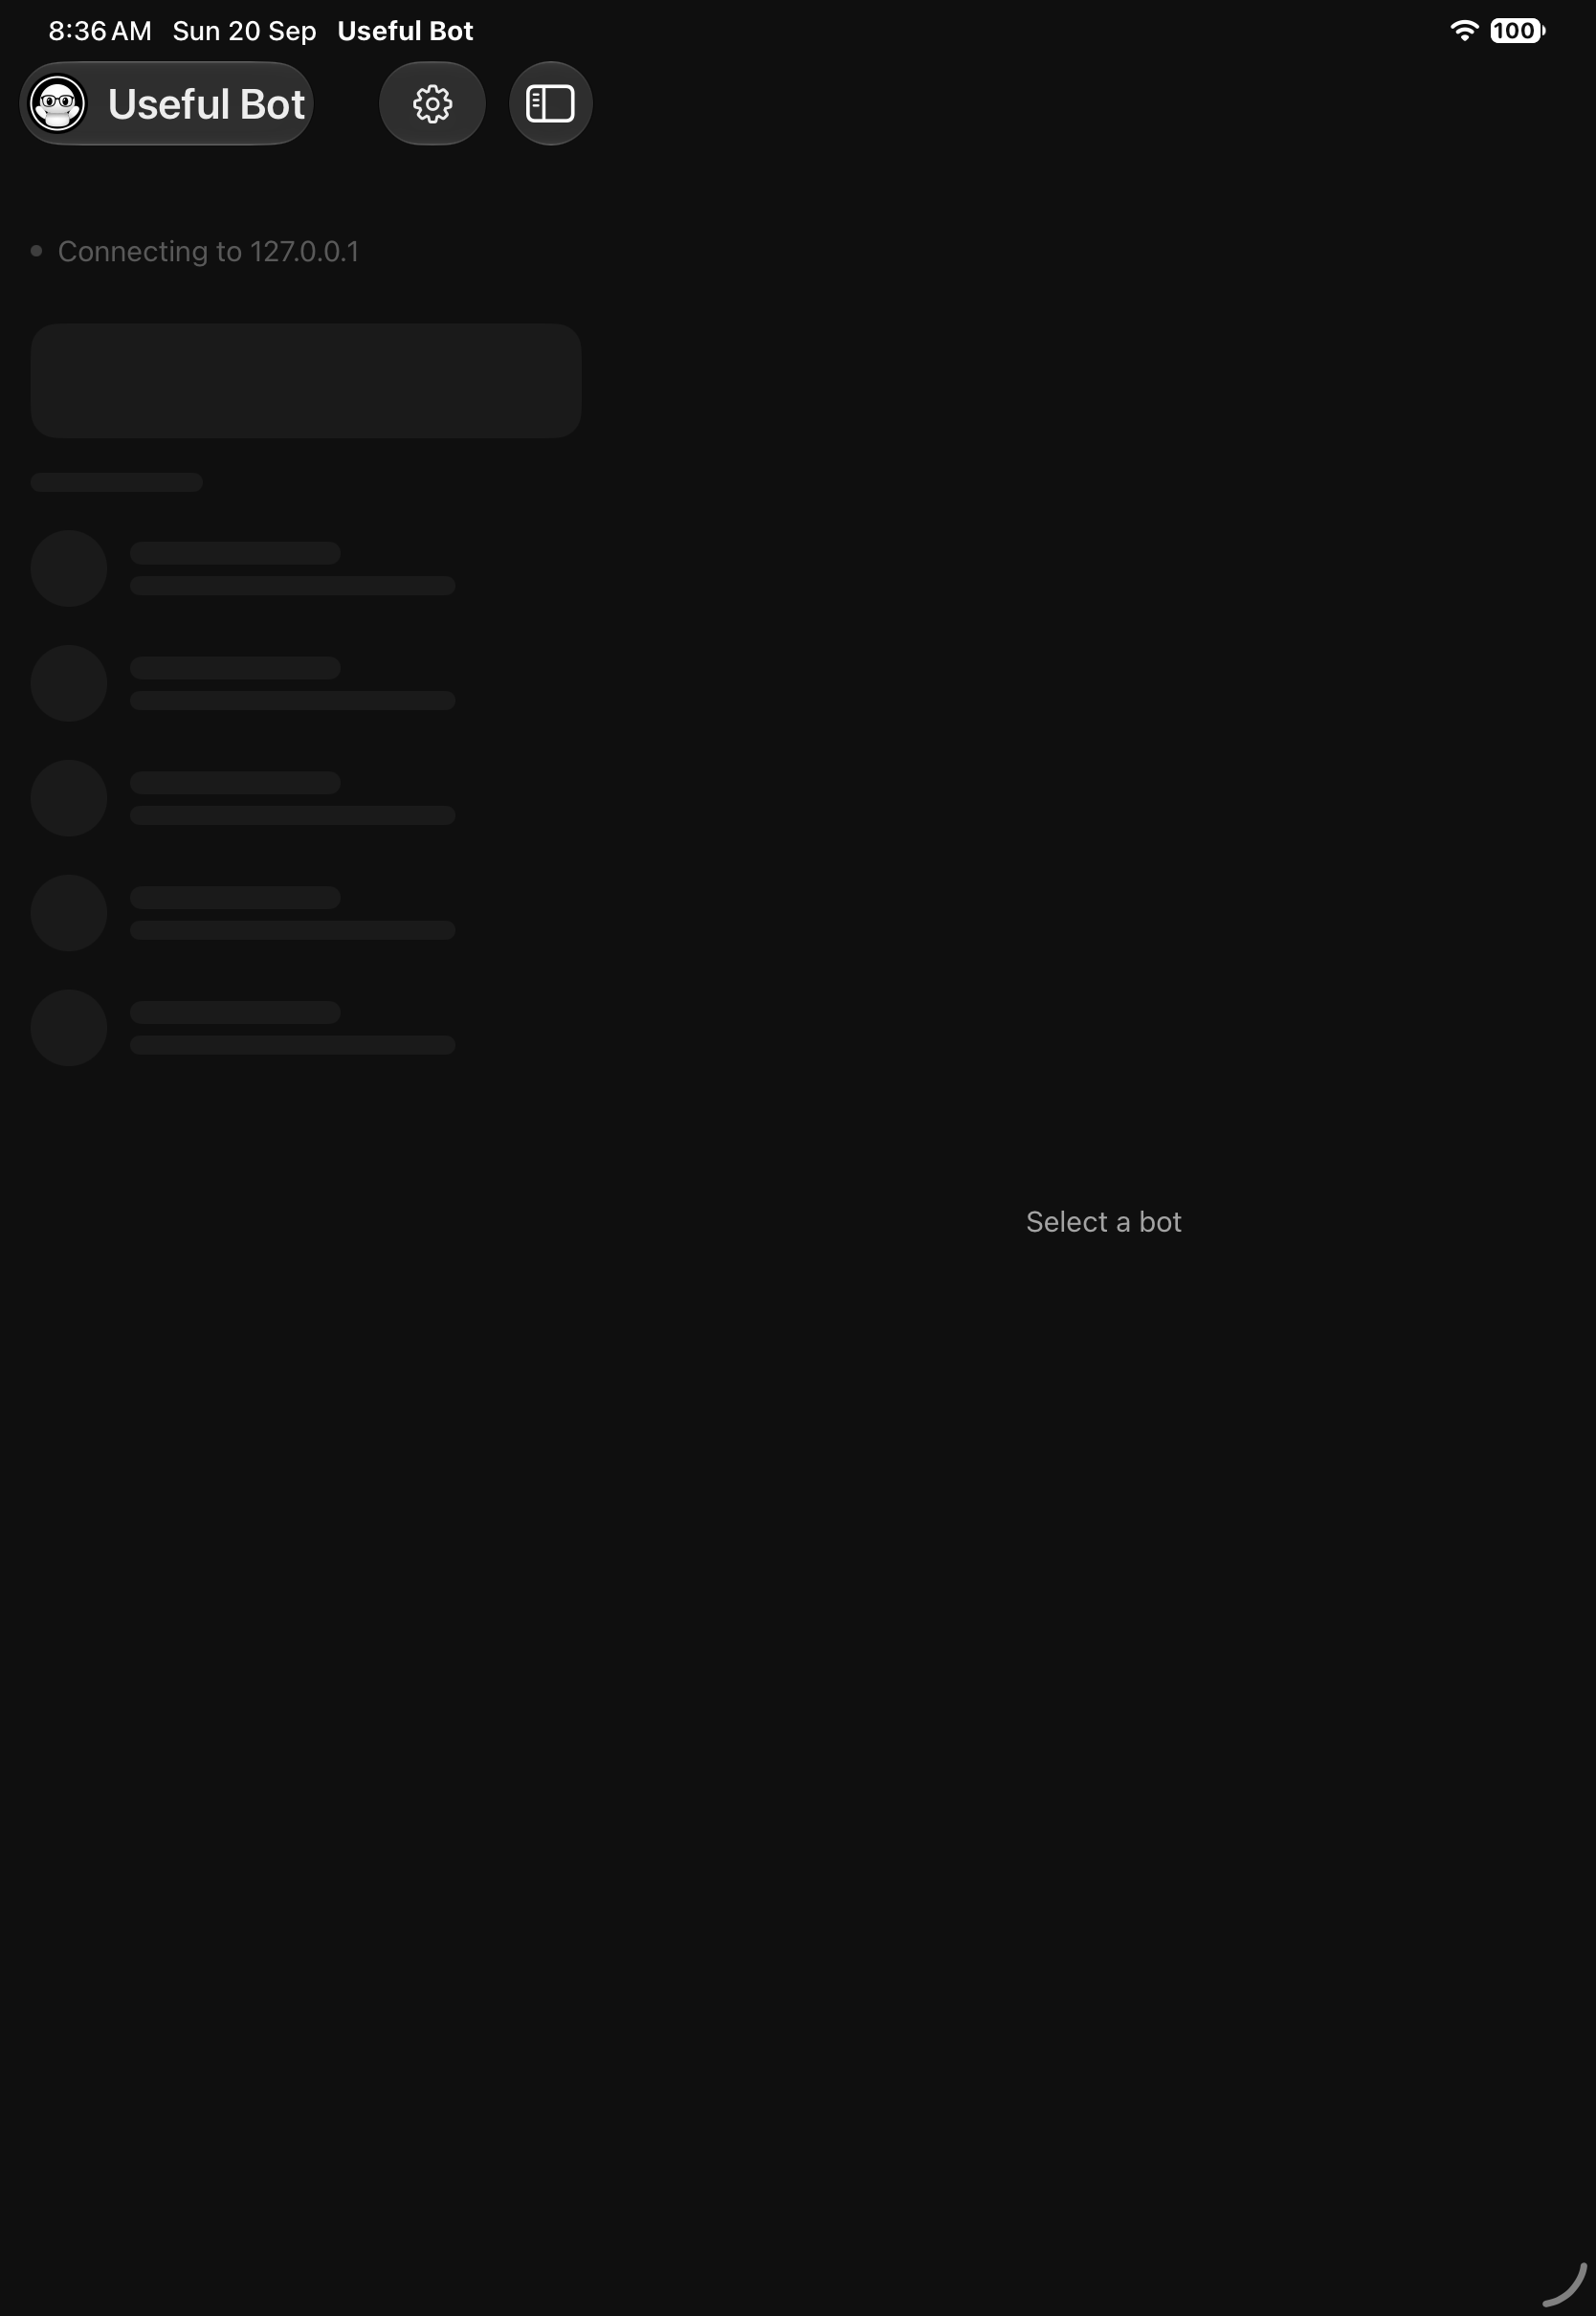 8:36 AM Sun 20 Sep Useful Bot
100
Useful Bot
Connecting to 127.0.0.1
Select a bot